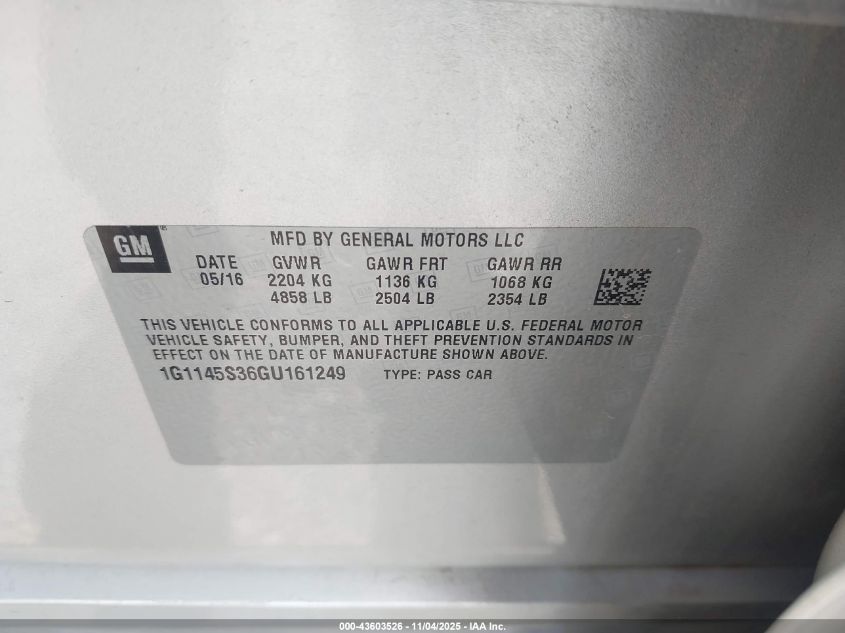 GM®
MFD BY GENERAL MOTORS LLC
DATE GVWR GAWR FRT GAWR RR
05/16 2204 KG 1136 KG 1068 KG
4858 LB 2504 LB 2354 LB
THIS VEHICLE CONFORMS TO ALL APPLICABLE U.S. FEDERAL MOTOR
VEHICLE SAFETY, BUMPER, AND THEFT PREVENTION STANDARDS IN
EFFECT ON THE DATE OF MANUFACTURE SHOWN ABOVE.
1G1145S36GU161249 TYPE: PASS CAR
000-43603526 - 11/04/2025 - IAA Inc.